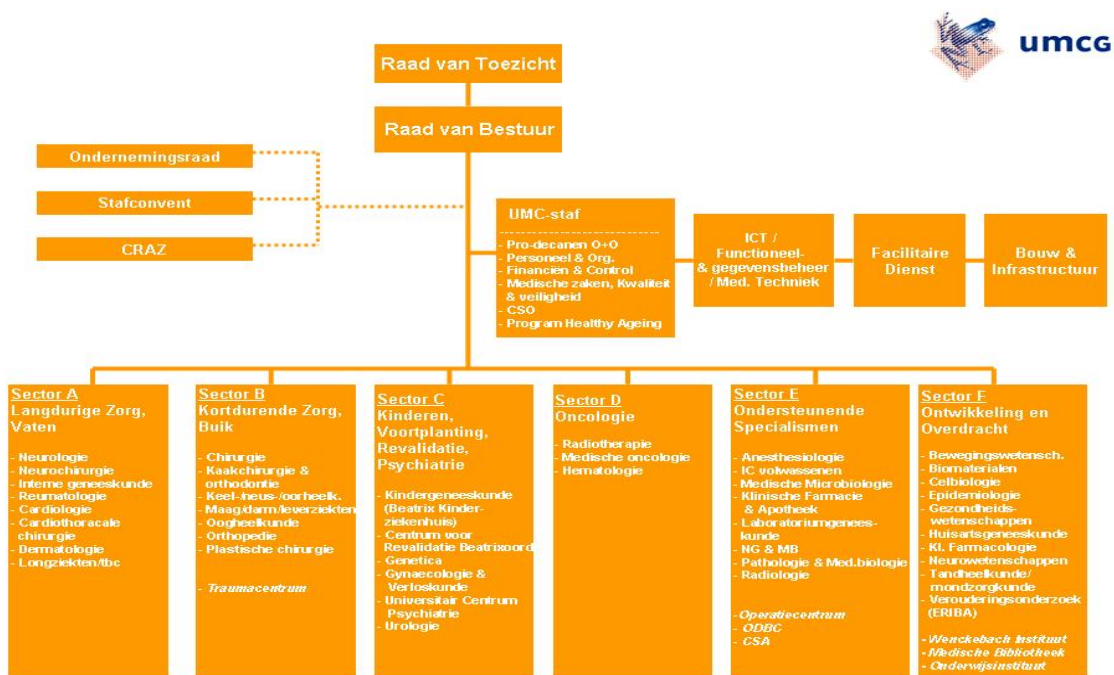 umcg
Raad van Toezicht
Raad van Bestuur
Ondernemingsraad
Stafconvent
CRAZ
UMC-staf
- Pro-decanen O+O
- Personeel & Org.
- Financiën & Control
- Medische zaken, Kwaliteit
& veiligheid
- CSO
- Program Healthy Ageing
ICT /
Functioneel-
& gegevensbeheer
/ Med. Techniek
Facilitaire
Dienst
Bouw &
Infrastructuur
Sector A
Langdurige Zorg,
Vaten
- Neurologie
- Neurochirurgie
- Interne geneeskunde
- Reumatologie
- Cardiologie
- Cardiothoracale
chirurgie
- Dermatologie
- Longziekten/tbc
Sector B
Kortdurende Zorg,
Buik
- Chirurgie
- Kaakchirurgie &
orthodontie
- Keel-/neus-/oorheelk.
- Maag/darm/leverziekten
- Oogheelkunde
- Orthopedie
- Plastische chirurgie
- Traumacentrum
Sector C
Kinderen,
Voortplanting,
Revalidatie,
Psychiatrie
- Kindergeneeskunde
(Beatrix Kinder-
ziekenhuis)
- Centrum voor
Revalidatie Beatrixoord
- Genetica
- Gynaecologie &
Verloskunde
- Universitair Centrum
Psychiatrie
- Urologie
Sector D
Oncologie
- Radiotherapie
- Medische oncologie
- Hematologie
Sector E
Ondersteunende
Specialismen
- Anesthesiologie
- IC volwassenen
- Medische Microbiologie
- Klinische Farmacie
& Apotheek
- Laboratoriumgenees-
kunde
- NG & MB
- Pathologie & Med.biologie
- Radiologie
- Operatiecentrum
- ODBC
- CSA
Sector F
Ontwikkeling en
Overdracht
- Bewegingswetensch.
- Biomaterialen
- Celbiologie
- Epidemiologie
- Gezondheids-
wetenschappen
- Huisartsgeneeskunde
- Kl. Farmacologie
- Neurowetenschappen
- Tandheelkunde/
mondzorgkunde
- Verouderingsonderzoek
(ERIBA)
- Wenckebach Instituut
- Medische Bibliotheek
- Onderwijsinstituut